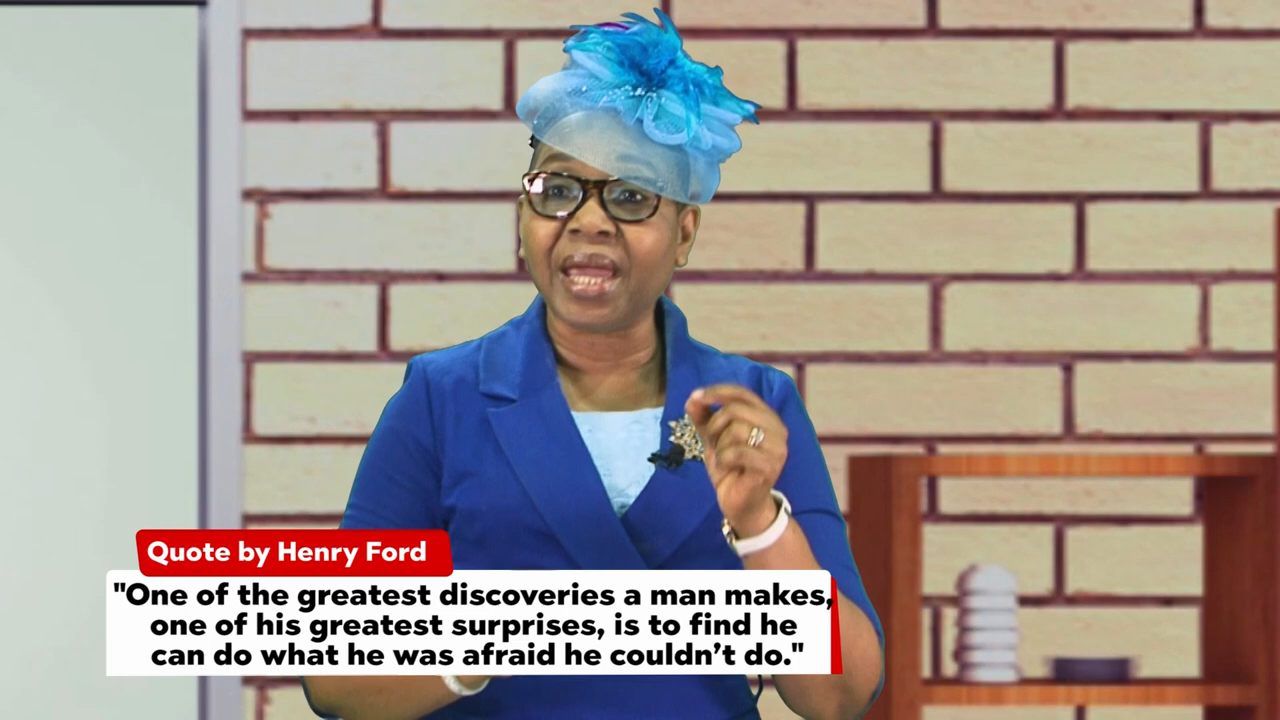 Quote by Henry Ford
"One of the greatest discoveries a man makes,
one of his greatest surprises, is to find he
can do what he was afraid he couldn’t do."